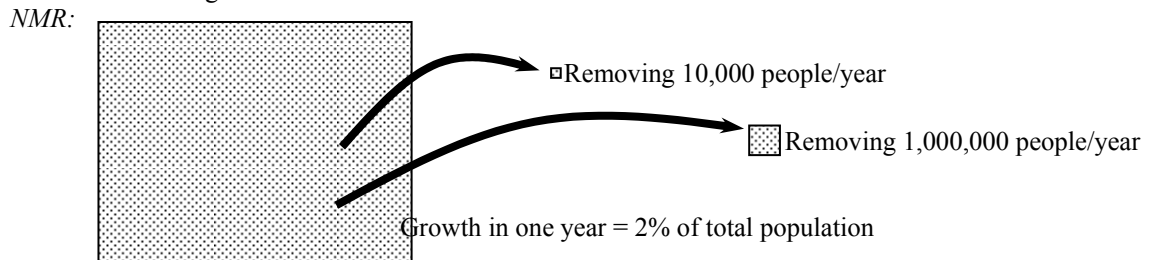 NMR:
Removing 10,000 people/year
Removing 1,000,000 people/year
Growth in one year = 2% of total population